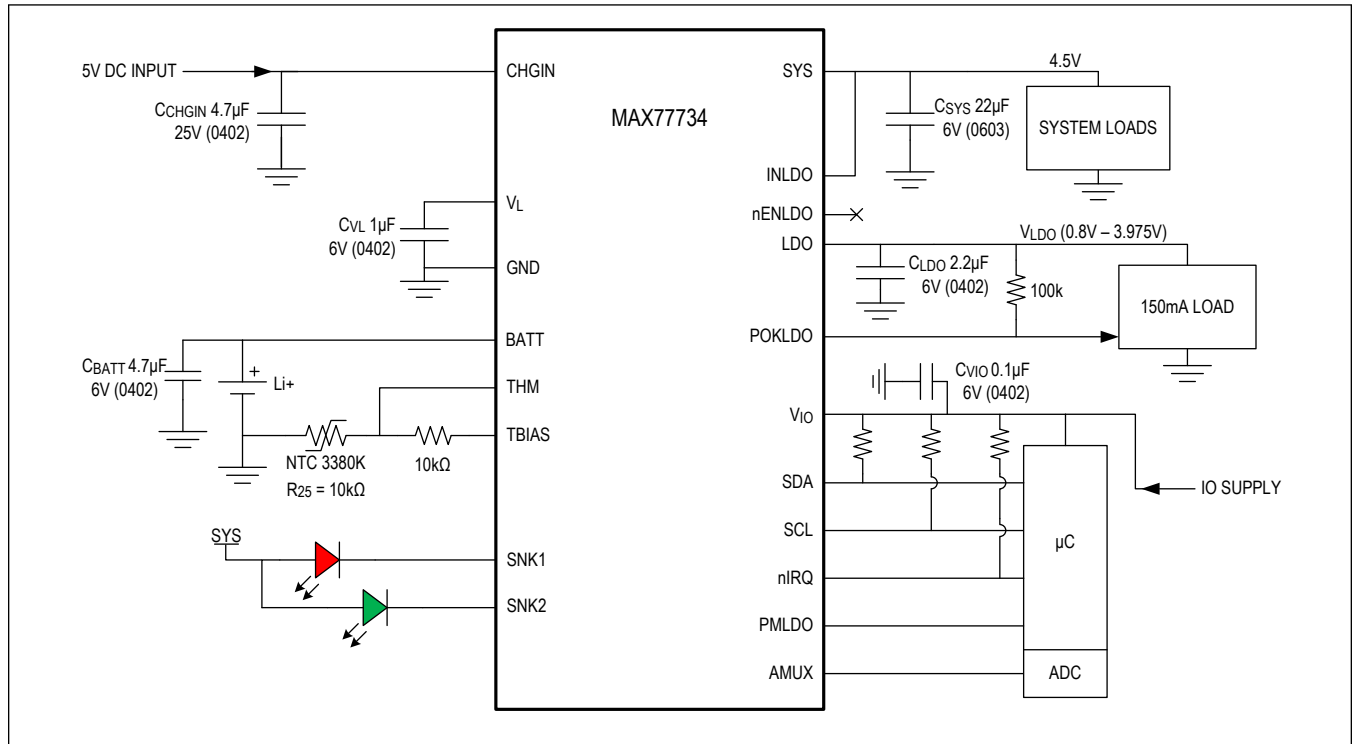 MAX77734
5V DC INPUT
CCHGIN 4.7µF
25V (0402)
CHGIN
VL
CVL 1µF
6V (0402)
GND
BATT
CBATT 4.7µF
6V (0402)
+
Li+
THM
TBIAS
NTC 3380K
R25 = 10kΩ
10kΩ
SYS
SNK1
SNK2
SYS
4.5V
CSYS 22µF
6V (0603)
SYSTEM LOADS
INLDO
nENLDO
LDO
VLDO (0.8V – 3.975V)
CLDO 2.2µF
6V (0402)
100k
150mA LOAD
POKLDO
CVIO 0.1µF
6V (0402)
VIO
SDA
IO SUPPLY
SCL
µC
nIRQ
PMLDO
AMUX
ADC